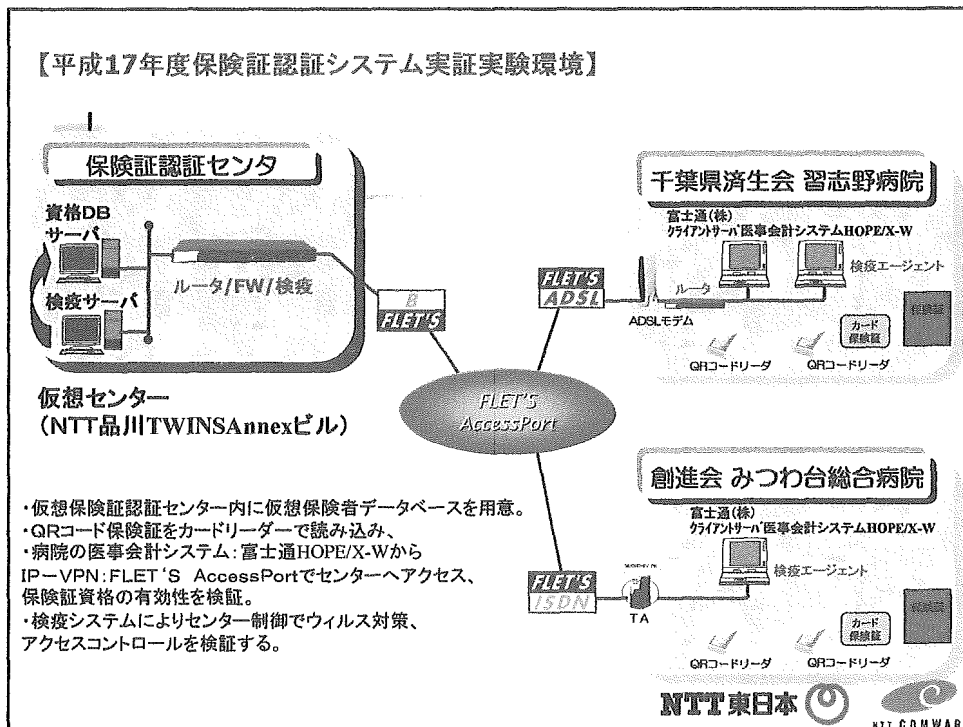 【平成17年度保険証認証システム実証実験環境】
保険証認証センタ
資格DB
サーバ
検疫サーバ
ルータ/FW/検疫
B
FLET'S
仮想センター
(NTT品川TWINSAnnexビル)
FLET'S
AccessPort
FLET'S
ADSL
千葉県済生会 習志野病院
富士通(株)
クライアントサーバ医事会計システムHOPE/X-W
検疫エージェント
ルータ
ADSLモデム
カード
保険証
保険証
QRコードリーダ
QRコードリーダ
創進会 みつわ台総合病院
富士通(株)
クライアントサーバ医事会計システムHOPE/X-W
検疫エージェント
FLET'S
ISDN
TA
カード
保険証
保険証
QRコードリーダ
QRコードリーダ
・仮想保険証認証センター内に仮想保険者データベースを用意。
・QRコード保険証をカードリーダーで読み込み、
・病院の医事会計システム:富士通HOPE/X-Wから
IP-VPN:FLET'S AccessPortでセンターへアクセス、
保険証資格の有効性を検証。
・検疫システムによりセンター制御でウィルス対策、
アクセスコントロールを検証する。
NTT東日本
NTT COMWARE